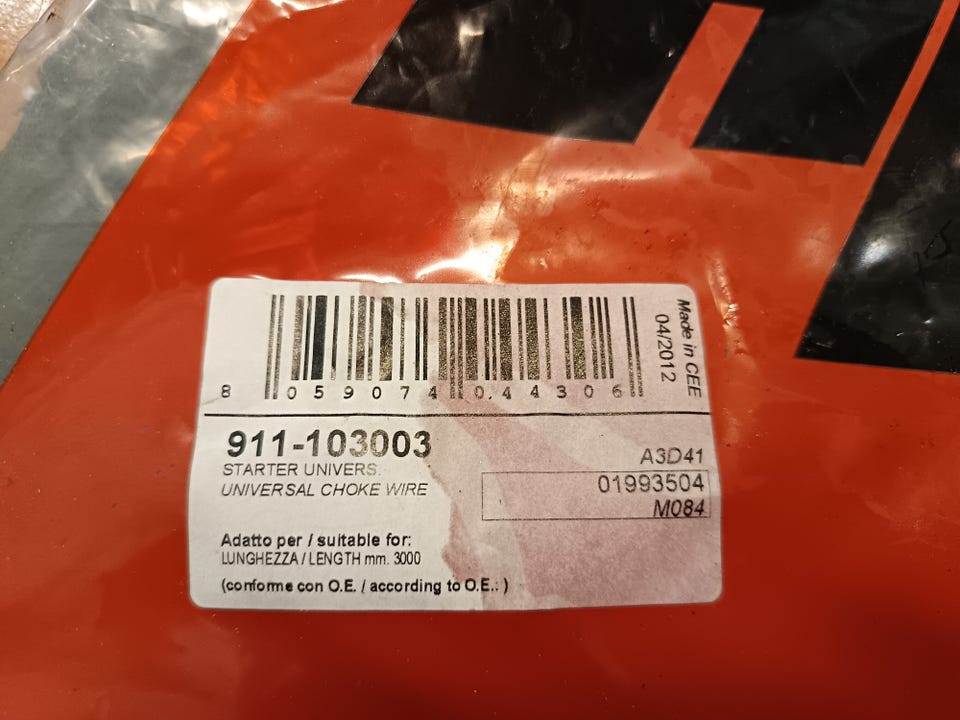 Made in CEE
04/2012
8 059074 044306
911-103003
STARTER UNIVERS.
UNIVERSAL CHOKE WIRE
A3D41
01993504
M084
Adatto per / suitable for:
LUNGHEZZA / LENGTH mm. 3000
(conforme con O.E. / according to O.E.: )